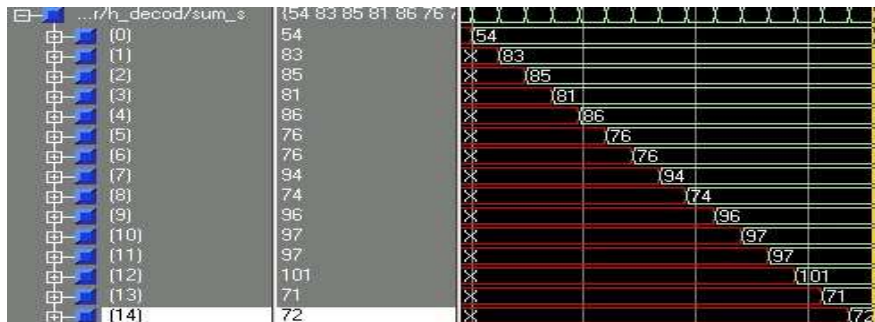 ...r/h_decod/sum_s {54 83 85 81 86 76 7
(0) 54 54
(1) 83 X 83
(2) 85 X 85
(3) 81 X 81
(4) 86 X 86
(5) 76 X 76
(6) 76 X 76
(7) 94 X 94
(8) 74 X 74
(9) 96 X 96
(10) 97 X 97
(11) 97 X 97
(12) 101 X 101
(13) 71 X 71
(14) 72 X 72